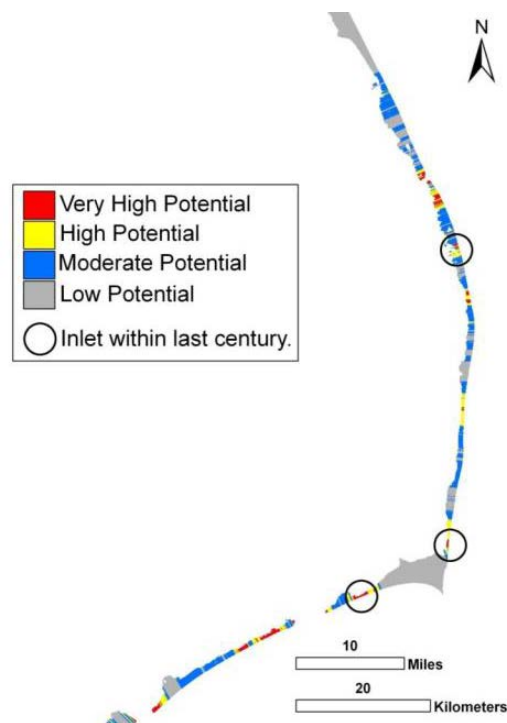 N
Very High Potential
High Potential
Moderate Potential
Low Potential
Inlet within last century.
10
Miles
20
Kilometers